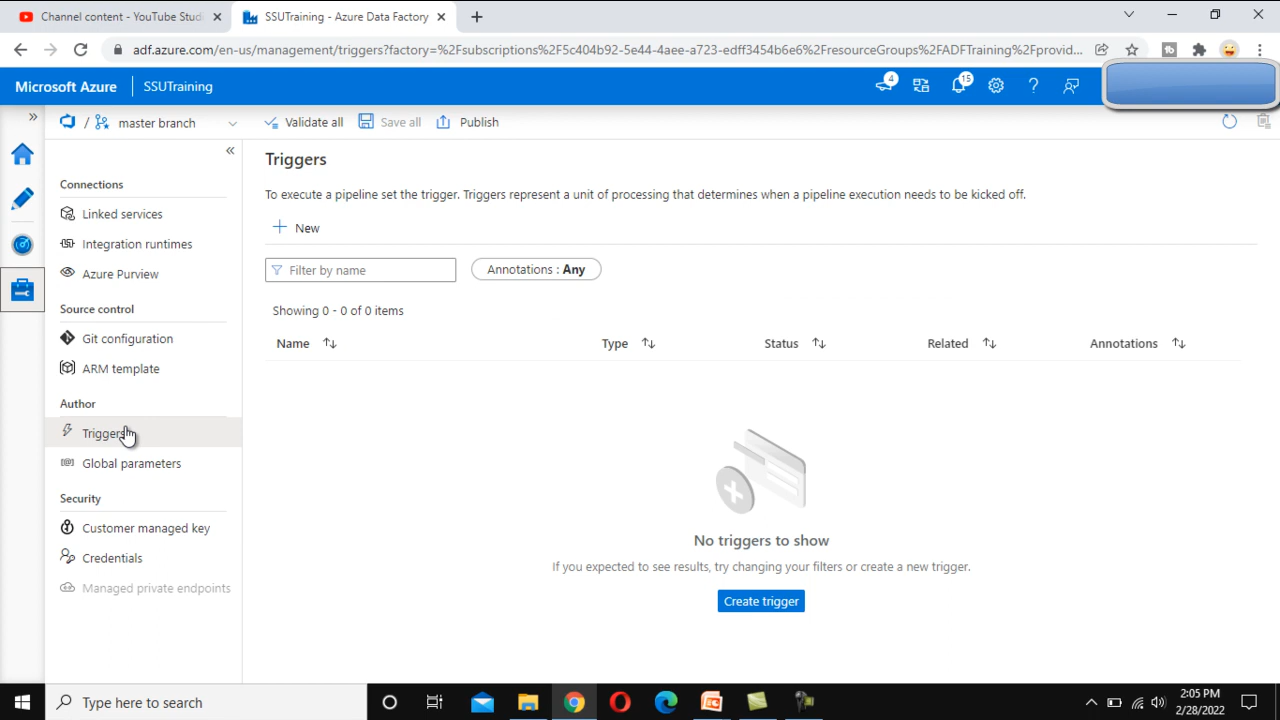 Channel content - YouTube Studi
SSUTraining - Azure Data Factory
adf.azure.com/en-us/management/triggers?factory=%2Fsubscriptions%2F5c404b92-5e44-4aee-a723-edff3454b6e6%2FresourceGroups%2FADFTraining%2Fprovid...
Microsoft Azure
SSUTraining
4
15
/ master branch
Validate all
Save all
Publish
Connections
Linked services
Integration runtimes
Azure Purview
Source control
Git configuration
ARM template
Author
Triggers
Global parameters
Security
Customer managed key
Credentials
Managed private endpoints
Triggers
To execute a pipeline set the trigger. Triggers represent a unit of processing that determines when a pipeline execution needs to be kicked off.
New
Filter by name
Annotations : Any
Showing 0 - 0 of 0 items
Name Type Status Related Annotations
No triggers to show
If you expected to see results, try changing your filters or create a new trigger.
Create trigger
Type here to search
2:05 PM
2/28/2022